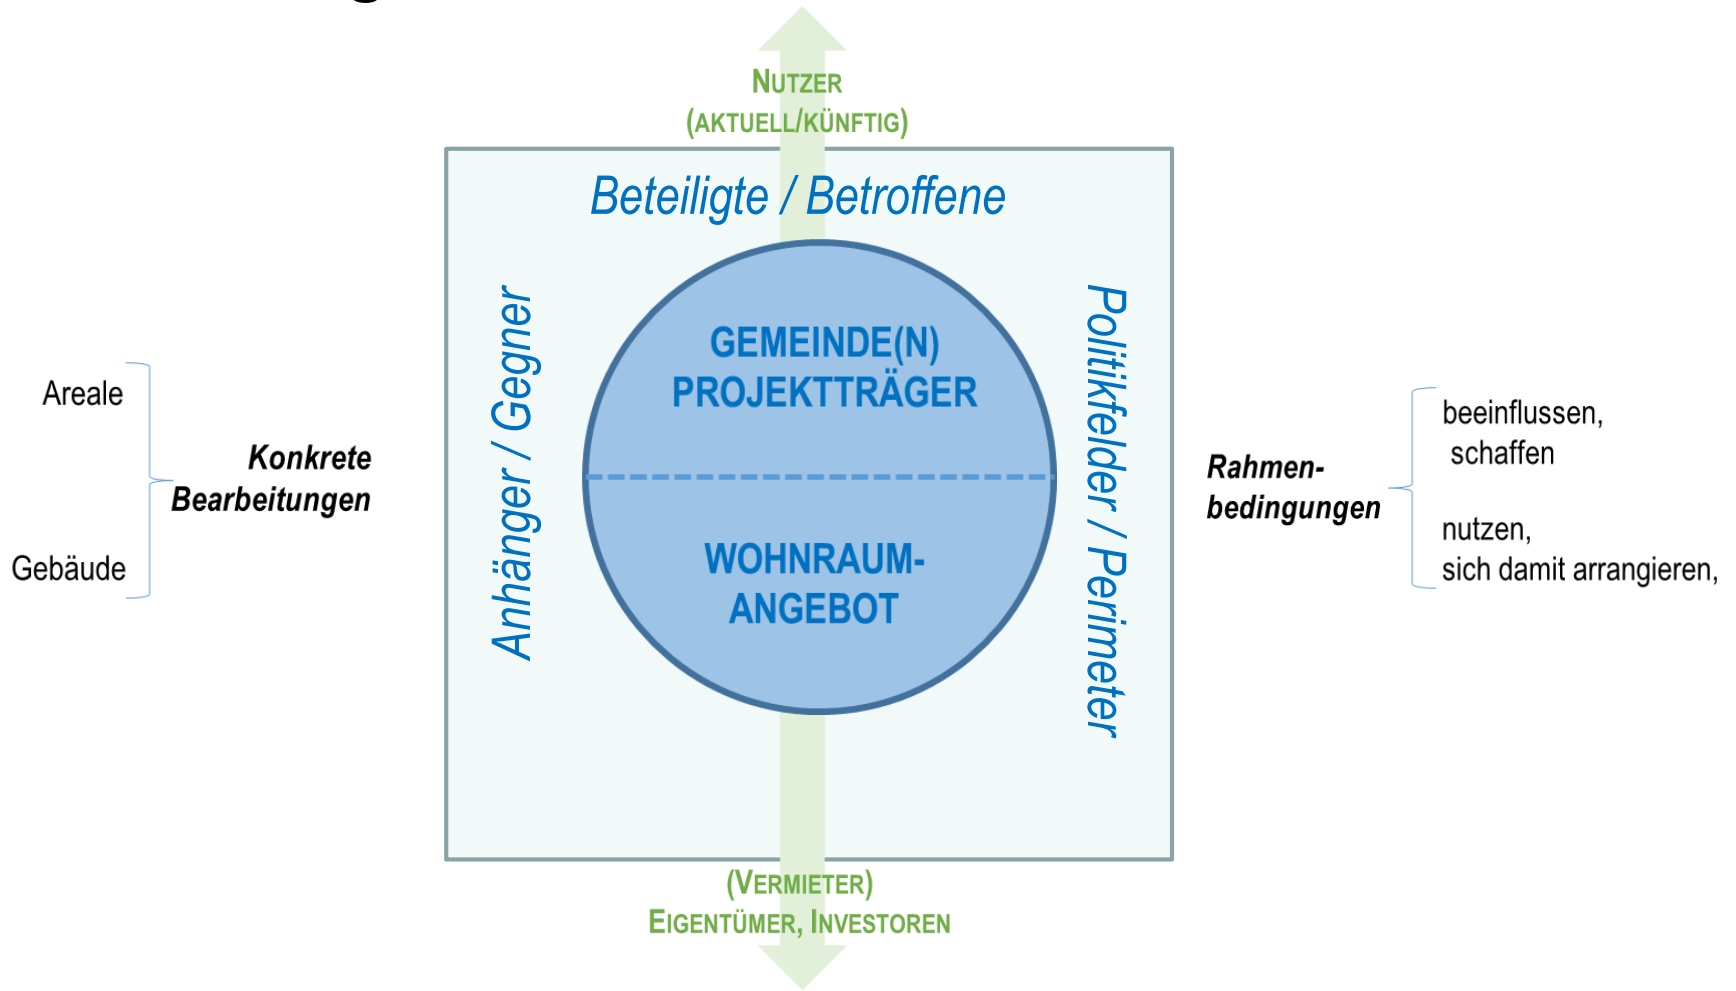 NUTZER
(AKTUELL/KÜNFTIG)
Beteiligte / Betroffene
Anhänger / Gegner
GEMEINDE(N)
PROJEKTTRÄGER
WOHNRAUM-
ANGEBOT
Politikfelder / Perimeter
Areale
Gebäude
Konkrete
Bearbeitungen
Rahmen-
bedingungen
beeinflussen,
schaffen
nutzen,
sich damit arrangieren,
(VERMIETER)
EIGENTÜMER, INVESTOREN